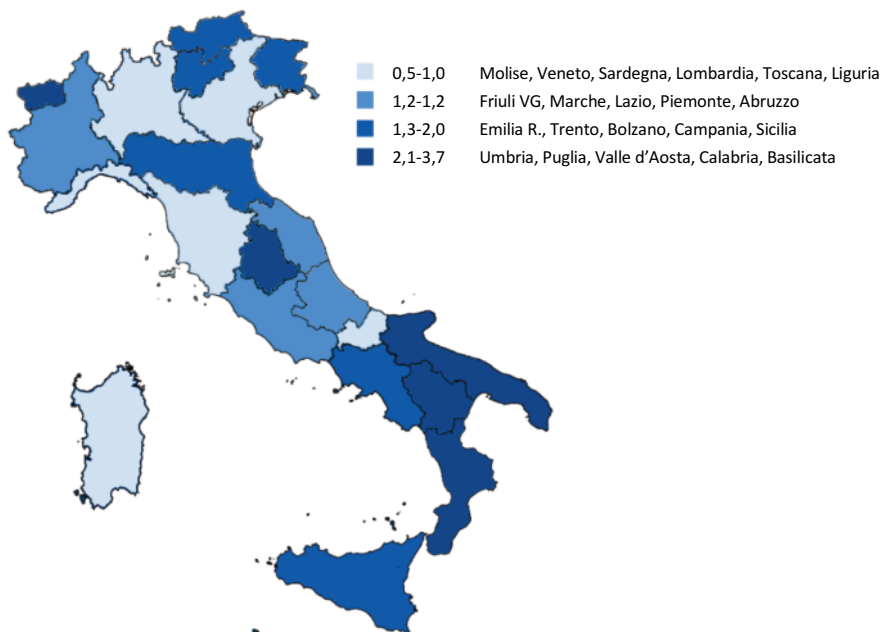 0,5-1,0 Molise, Veneto, Sardegna, Lombardia, Toscana, Liguria
1,2-1,2 Friuli VG, Marche, Lazio, Piemonte, Abruzzo
1,3-2,0 Emilia R., Trento, Bolzano, Campania, Sicilia
2,1-3,7 Umbria, Puglia, Valle d’Aosta, Calabria, Basilicata